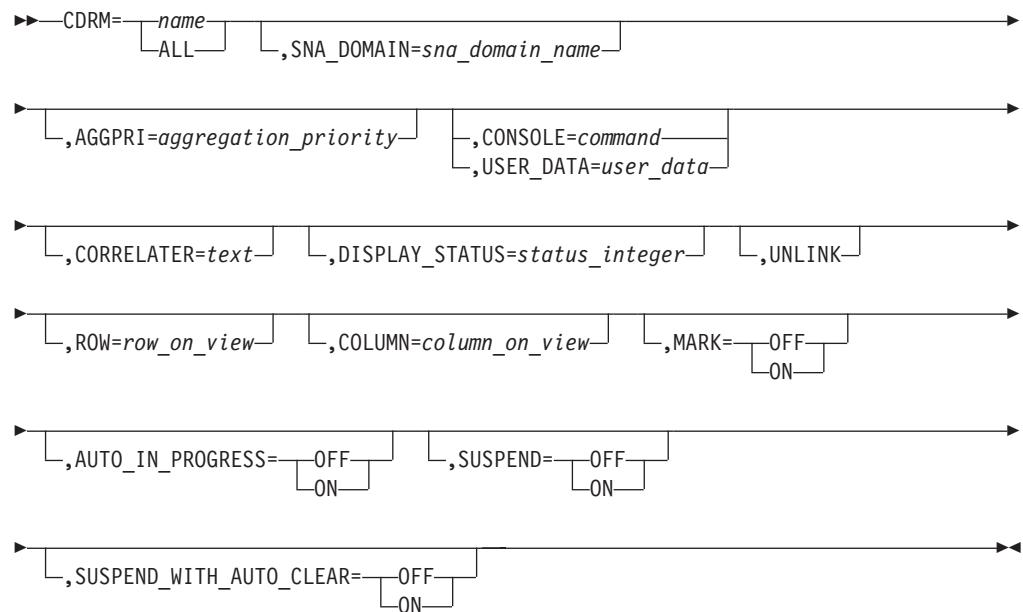 CDRM= name
ALL ,SNA_DOMAIN=sna_domain_name
,AGGPRI=aggregation_priority ,CONSOLE=command
,USER_DATA=user_data
,CORRELATER=text ,DISPLAY_STATUS=status_integer ,UNLINK
,ROW=row_on_view ,COLUMN=column_on_view ,MARK= OFF
ON
,AUTO_IN_PROGRESS= OFF ,SUSPEND= OFF
ON ON
,SUSPEND_WITH_AUTO_CLEAR= OFF
ON